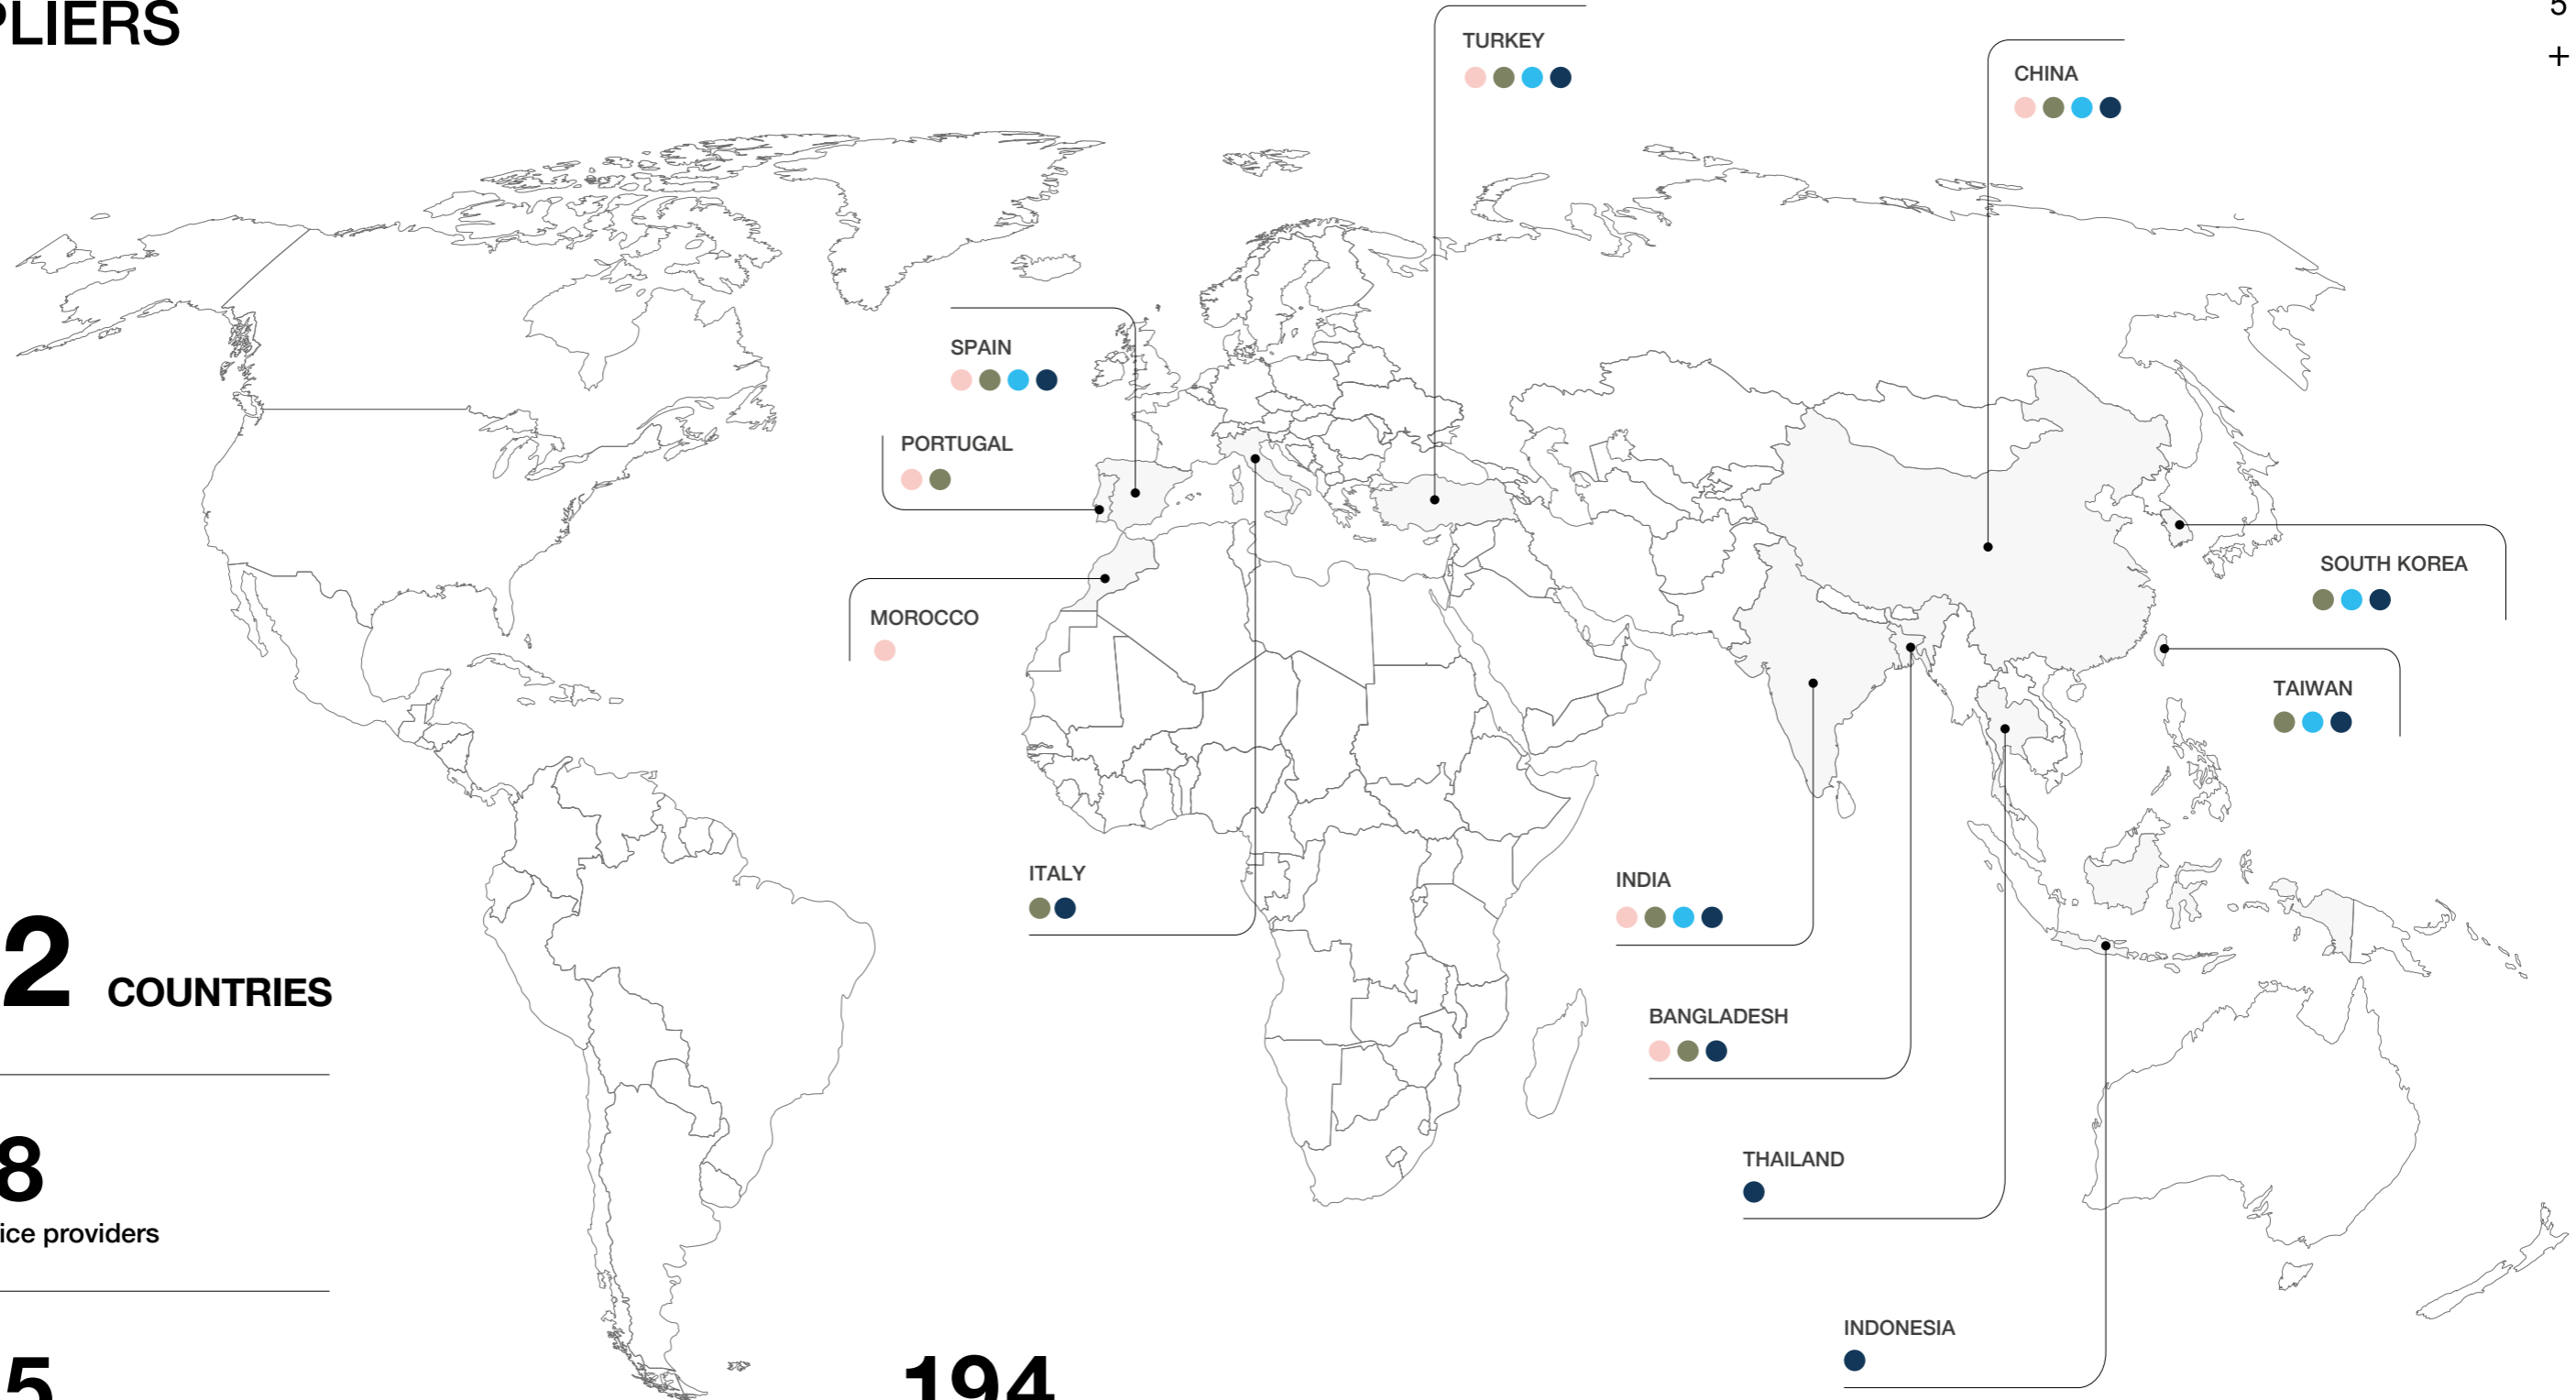 PLIERS
5
+
TURKEY
CHINA
SPAIN
PORTUGAL
SOUTH KOREA
MOROCCO
TAIWAN
ITALY
INDIA
2 COUNTRIES
BANGLADESH
8
ice providers
THAILAND
INDONESIA
5
194